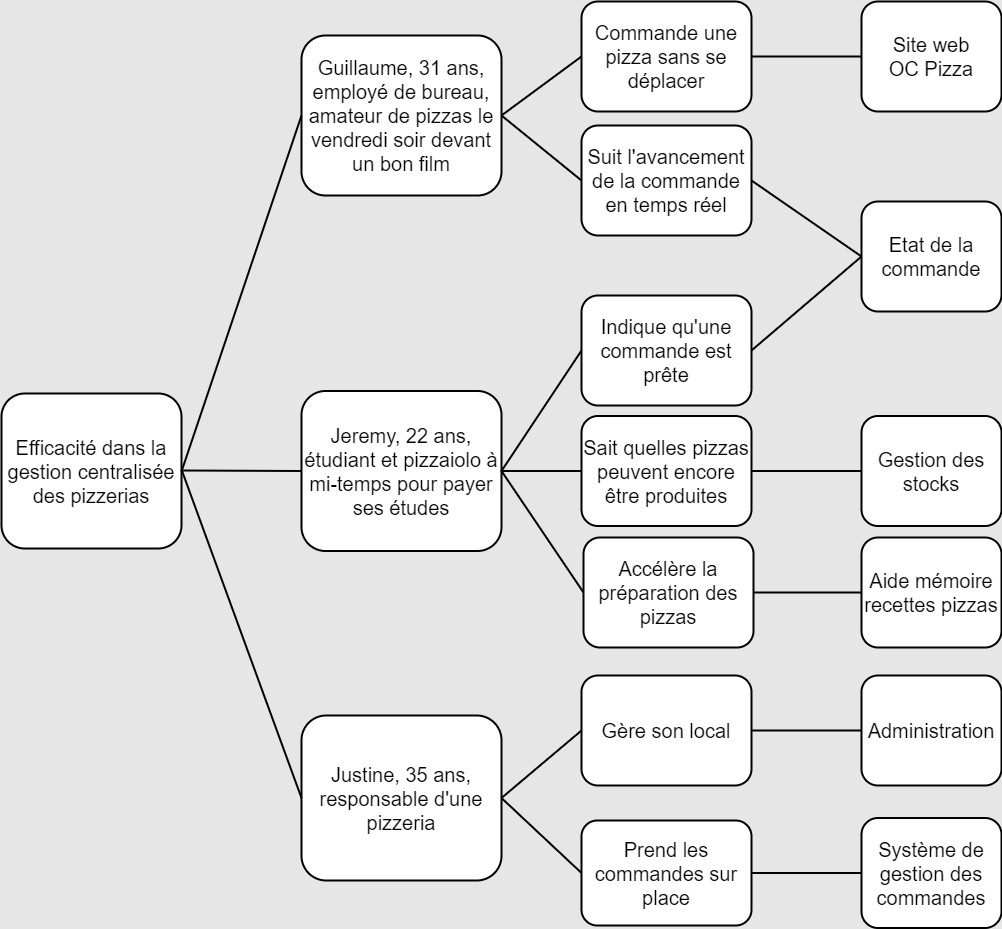 Efficacité dans la
gestion centralisée
des pizzerias
Guillaume, 31 ans,
employé de bureau,
amateur de pizzas le
vendredi soir devant
un bon film
Commande une
pizza sans se
déplacer
Site web
OC Pizza
Suit l'avancement
de la commande
en temps réel
Etat de la
commande
Jeremy, 22 ans,
étudiant et pizzaiolo à
mi-temps pour payer
ses études
Indique qu'une
commande est
prête
Sait quelles pizzas
peuvent encore
être produites
Gestion des
stocks
Accélère la
préparation des
pizzas
Aide mémoire
recettes pizzas
Justine, 35 ans,
responsable d'une
pizzeria
Gère son local
Administration
Prend les
commandes sur
place
Système de
gestion des
commandes